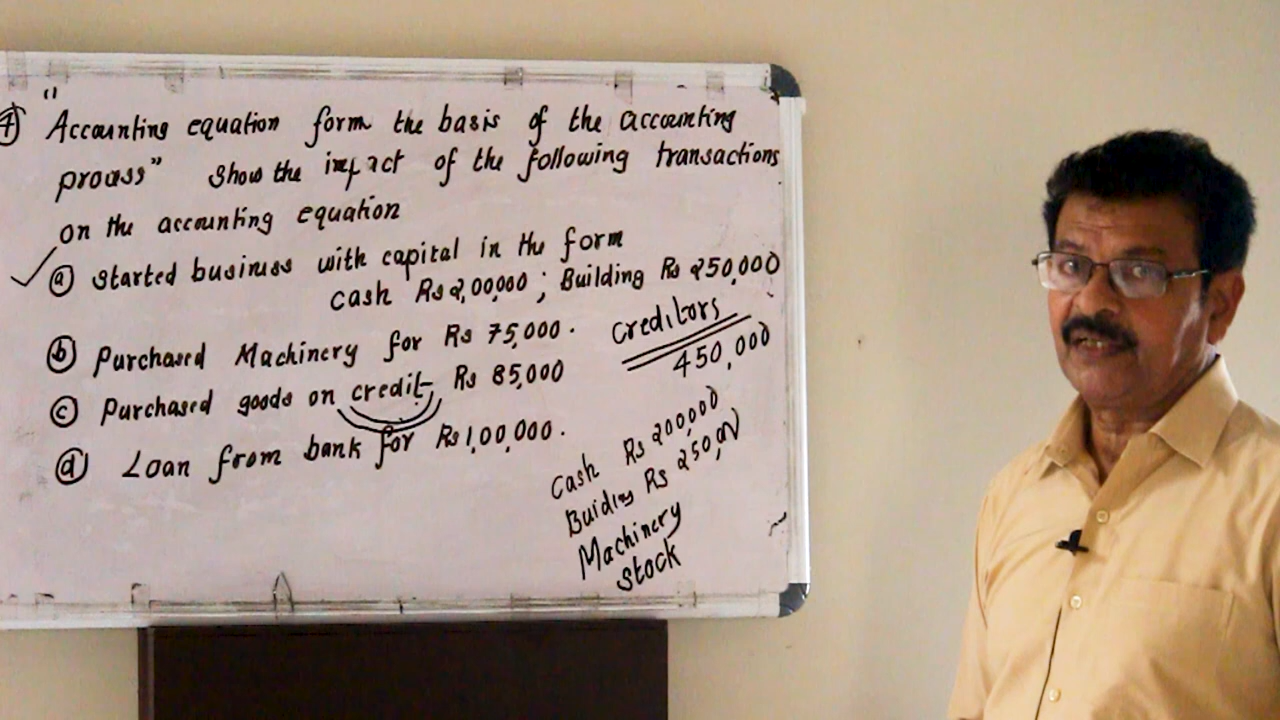 4) "Accounting equation form the basis of the accounting
process" Show the impact of the following transactions
on the accounting equation
ⓐ Started business with capital in the form
Cash Rs 2,00,000 ; Building Rs 250,000
ⓑ Purchased Machinery for Rs 75,000.
Creditors
450,000
ⓒ Purchased goods on credit Rs 85,000
ⓓ Loan from bank for Rs 1,00,000.
Cash Rs 200,000
Buidling Rs 250,00
Machinery
Stock